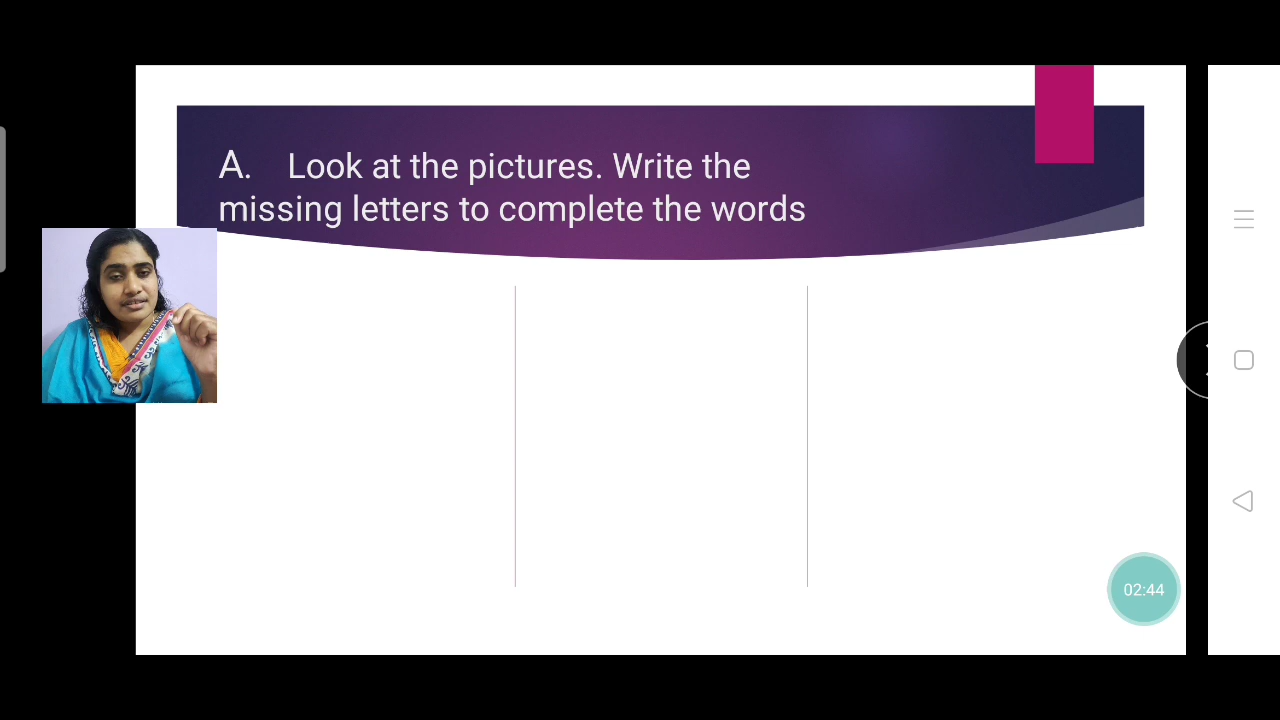 A. Look at the pictures. Write the
missing letters to complete the words
02:44